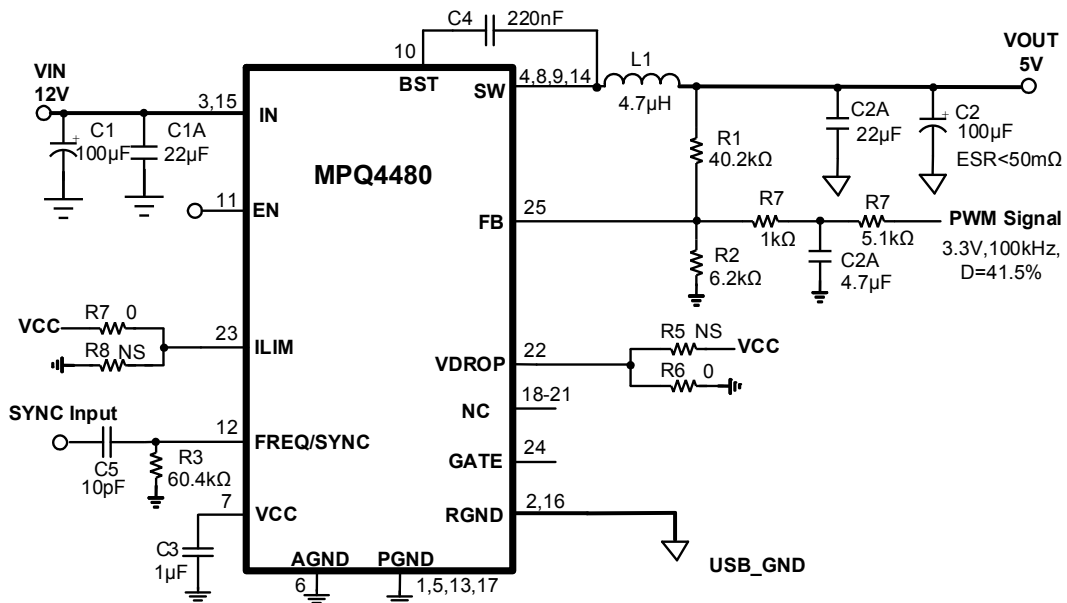 C4
220nF
10
BST
VIN
12V
3,15
IN
C1
100µF
C1A
22µF
MPQ4480
SW
4,8,9,14
L1
4.7µH
VOUT
5V
R1
40.2kΩ
C2A
22µF
C2
100µF
ESR<50mΩ
11
EN
FB
25
R7
1kΩ
R7
5.1kΩ
PWM Signal
3.3V,100kHz,
D=41.5%
R2
6.2kΩ
C2A
4.7µF
VCC
R7 0
R8 NS
23
ILIM
VDROP
22
R5 NS
VCC
R6 0
NC
18-21
SYNC Input
C5
10pF
12
FREQ/SYNC
R3
60.4kΩ
GATE
24
7
VCC
C3
1µF
RGND
2,16
USB_GND
AGND
6
PGND
1,5,13,17